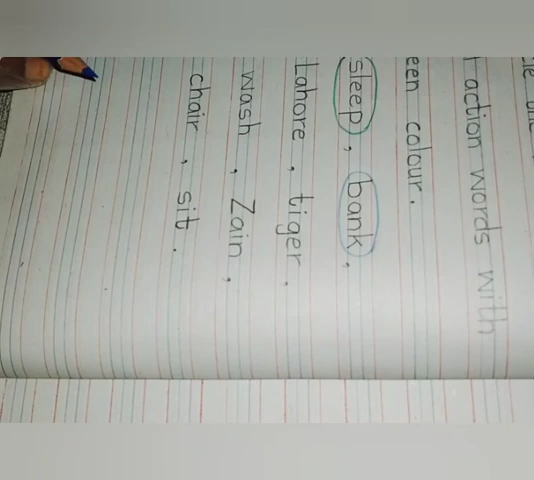 action words with
een colour.
sleep, bank,
Lahore, tiger,
wash, Zain,
chair, sit.